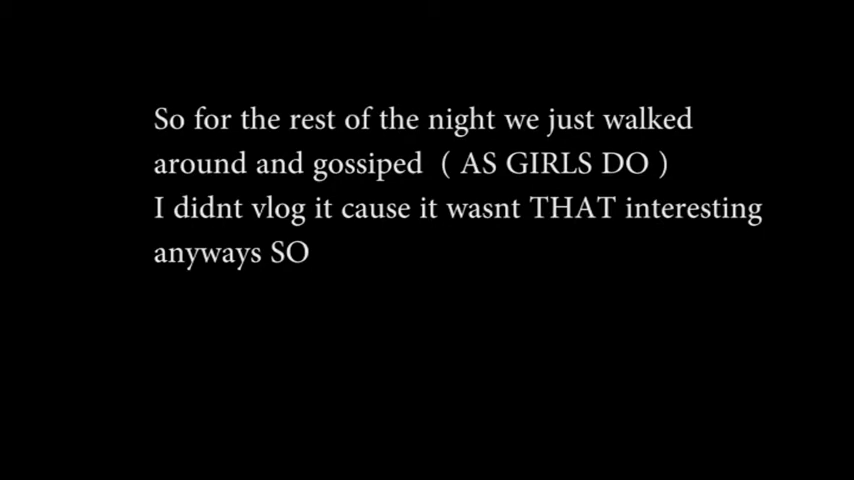 So for the rest of the night we just walked
around and gossiped ( AS GIRLS DO )
I didnt vlog it cause it wasnt THAT interesting
anyways SO